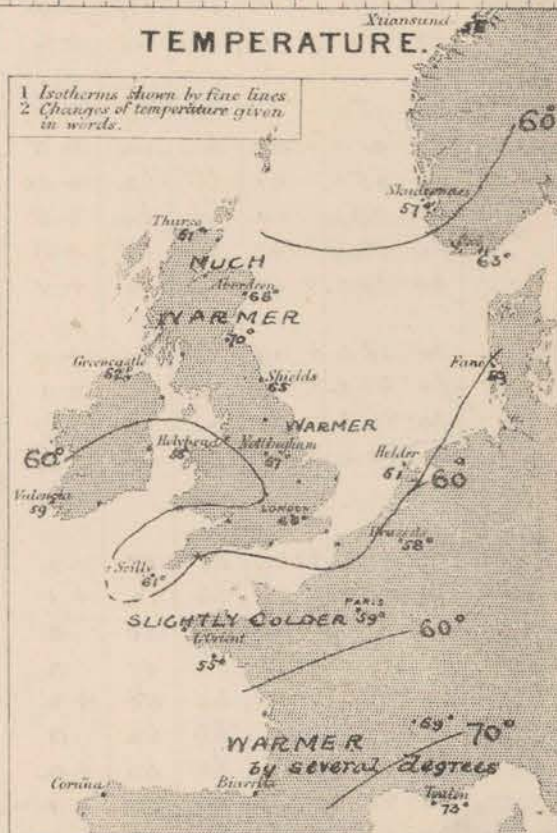 TEMPERATURE.
1 Isotherms shown by fine lines
2 Changes of temperature given
in words.
Xtiansund
60°
Skudesnaes
57°
Thurso
61°
63°
MUCH
Aberdeen
68°
WARMER
70°
Greencastle
62°
Shields
65°
Fanö
WARMER
60°
Holyhead
Nottingham
67
Helder
61
60°
Valencia
59
LONDON
Brussels
58°
Scilly
61°
PARIS
59°
SLIGHTLY COLDER
60°
L'Orient
55°
69°
70°
WARMER
by several degrees
Coruña
Biarritz
Toulon
73°